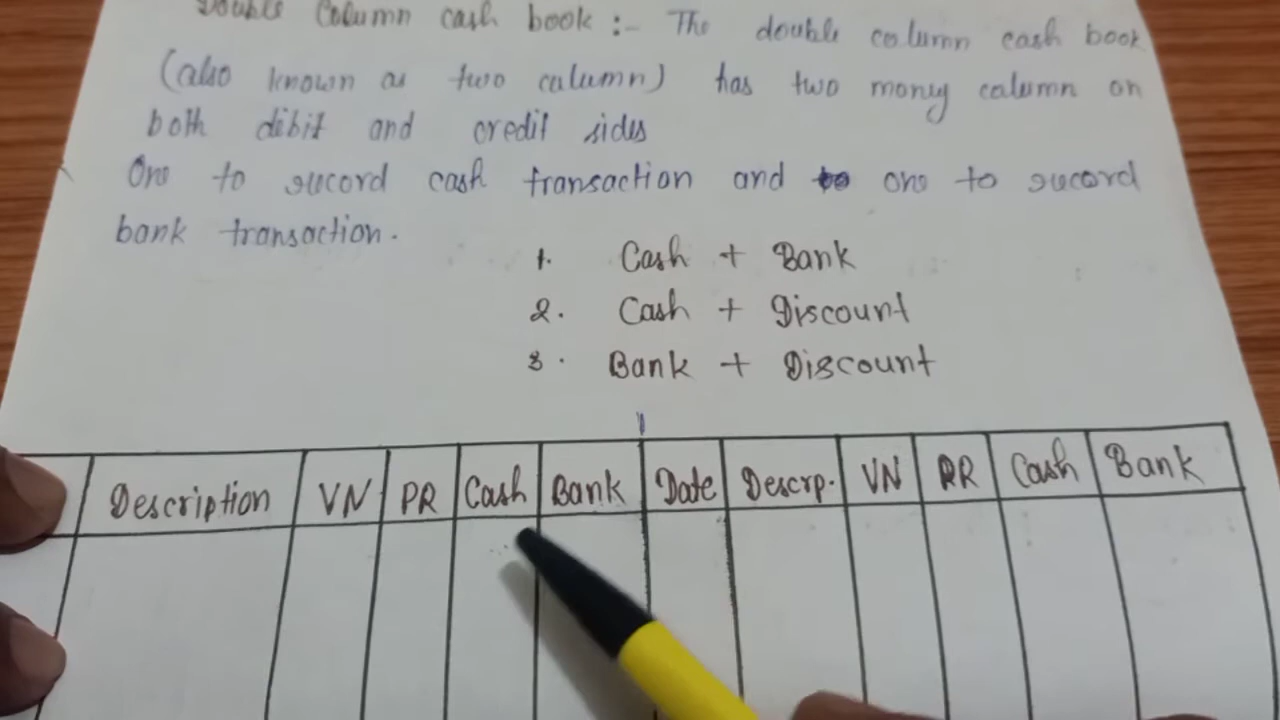 Double Column cash book :- The double column cash book
(also known as two column) has two money column on
both debit and credit sides
One to record cash transaction and to one to record
bank transaction.
1. Cash + Bank
2. Cash + Discount
3. Bank + Discount
Description VN PR Cash Bank Date Descrp. VN PR Cash Bank